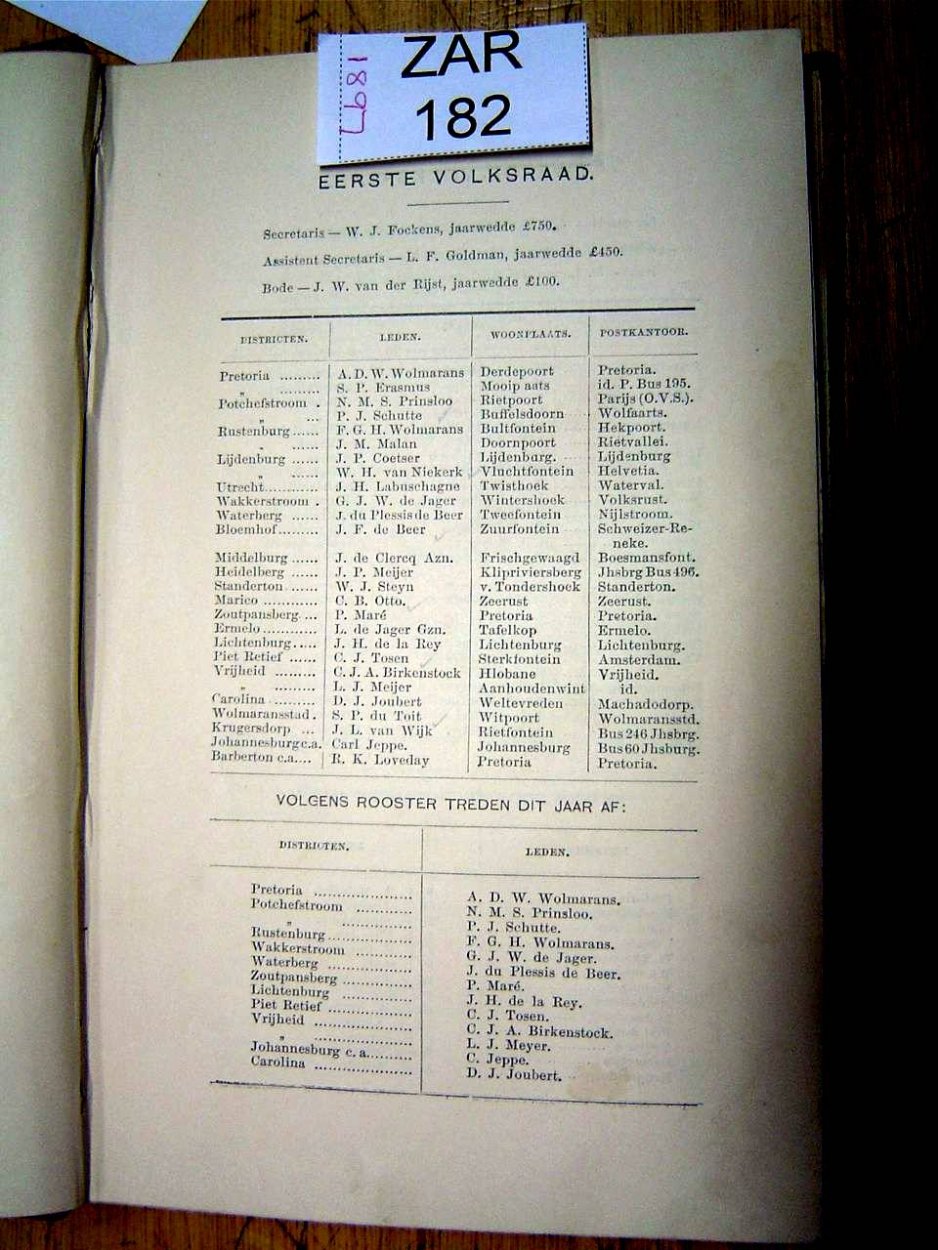 ZAR
182
1897
EERSTE VOLKSRAAD.
Secretaris — W. J. Fockens, jaarwedde £750.
Assistent Secretaris — L. F. Goldman, jaarwedde £450.
Bode — J. W. van der Rijst, jaarwedde £100.
DISTRICTEN. LEDEN. WOONPLAATS. POSTKANTOOR.
Pretoria ......... A. D. W. Wolmarans Derdepoort Pretoria.
„ ......... S. P. Erasmus Mooip aats id. P. Bus 195.
Potchefstroom . N. M. S. Prinsloo Rietpoort Parijs (O.V.S.).
„ ... P. J. Schutte Buffelsdoorn Wolfaarts.
Rustenburg ...... F. G. H. Wolmarans Bultfontein Hekpoort.
„ ...... J. M. Malan Doornpoort Rietvallei.
Lijdenburg ...... J. P. Coetser Lijdenburg. Lijdenburg
„ ...... W. H. van Niekerk Vluchtfontein Helvetia.
Utrecht............ J. H. Labuschagne Twisthoek Waterval.
Wakkerstroom . G. J. W. de Jager Wintershoek Volksrust.
Waterberg ...... J. du Plessis de Beer Tweefontein Nijlstroom.
Bloemhof......... J. F. de Beer Zuurfontein Schweizer-Re-
neke.
Middelburg ...... J. de Clercq Azn. Frischgewaagd Boesmansfont.
Heidelberg ...... J. P. Meijer Klipriviersberg Jhsbrg Bus 496.
Standerton ...... W. J. Steyn v. Tondershoek Standerton.
Marico ............ C. B. Otto. Zeerust Zeerust.
Zoutpansberg ... P. Maré Pretoria Pretoria.
Ermelo ............ L. de Jager Gzn. Tafelkop Ermelo.
Lichtenburg ..... J. H. de la Rey Lichtenburg Lichtenburg.
Piet Retief ...... C. J. Tosen Sterkfontein Amsterdam.
Vrijheid ......... C. J. A. Birkenstock Hlobane Vrijheid.
„ ......... L. J. Meijer Aanhoudenwint id.
Carolina ......... D. J. Joubert Weltevreden Machadodorp.
Wolmaransstad . S. P. du Toit Witpoort Wolmaransstd.
Krugersdorp ... J. L. van Wijk Rietfontein Bus 246 Jhsbrg.
Johannesburg c.a. Carl Jeppe. Johannesburg Bus 60 Jhsburg.
Barberton c.a.... R. K. Loveday Pretoria Pretoria.
VOLGENS ROOSTER TREDEN DIT JAAR AF:
DISTRICTEN. LEDEN.
Pretoria ..................... A. D. W. Wolmarans.
Potchefstroom ............ N. M. S. Prinsloo.
„ ..................... P. J. Schutte.
Rustenburg .................. F. G. H. Wolmarans.
Wakkerstroom ............ G. J. W. de Jager.
Waterberg .................. J. du Plessis de Beer.
Zoutpansberg ............... P. Maré.
Lichtenburg ............... J. H. de la Rey.
Piet Retief .................. C. J. Tosen.
Vrijheid ..................... C. J. A. Birkenstock.
„ ..................... L. J. Meyer.
Johannesburg c. a. ......... C. Jeppe.
Carolina ..................... D. J. Joubert.